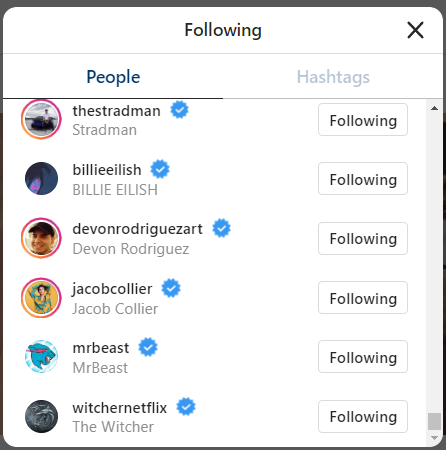 Following
People
Hashtags
thestradman
Stradman
Following
billieeilish
BILLIE EILISH
Following
devonrodriguezart
Devon Rodriguez
Following
jacobcollier
Jacob Collier
Following
mrbeast
MrBeast
Following
witchernetflix
The Witcher
Following